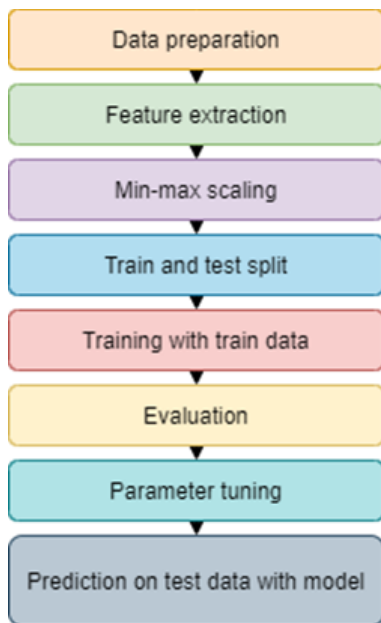 Data preparation
Feature extraction
Min-max scaling
Train and test split
Training with train data
Evaluation
Parameter tuning
Prediction on test data with model